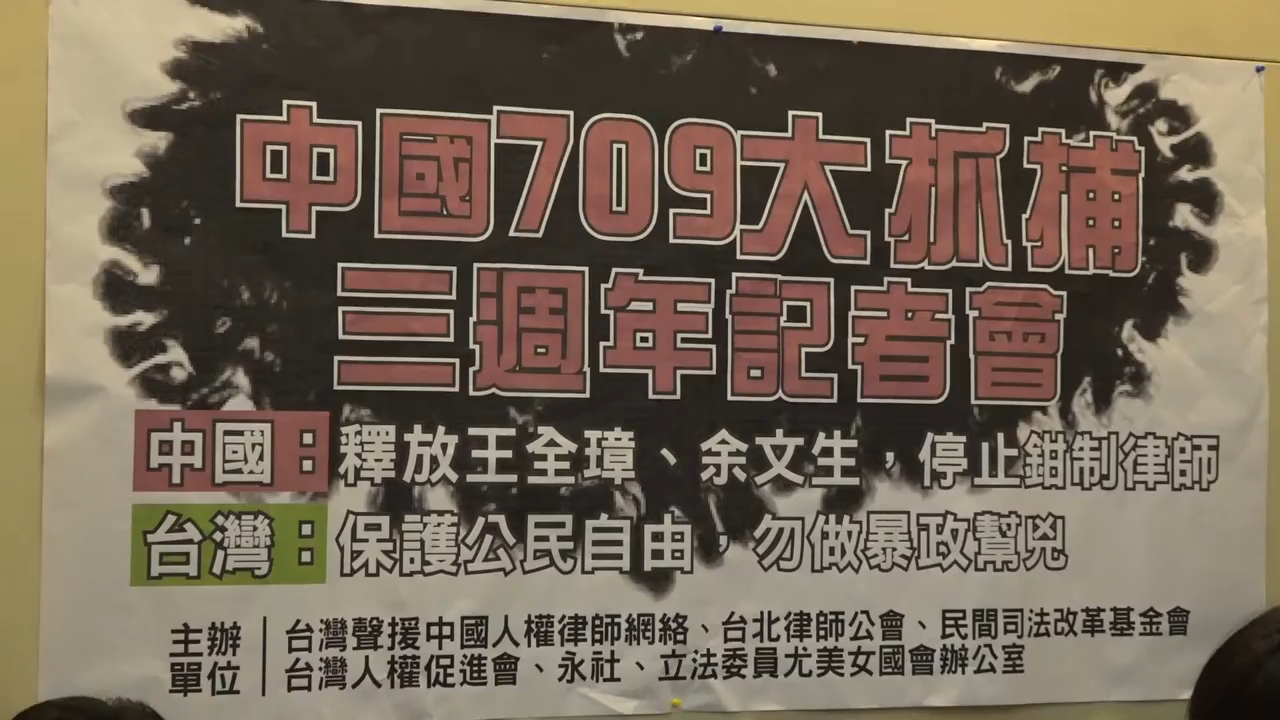 中國709大抓捕
三週年記者會
中國：釋放王全璋、余文生，停止鉗制律師
台灣：保護公民自由，勿做暴政幫兇
主辦單位
台灣聲援中國人權律師網絡、台北律師公會、民間司法改革基金會
台灣人權促進會、永社、立法委員尤美女國會辦公室